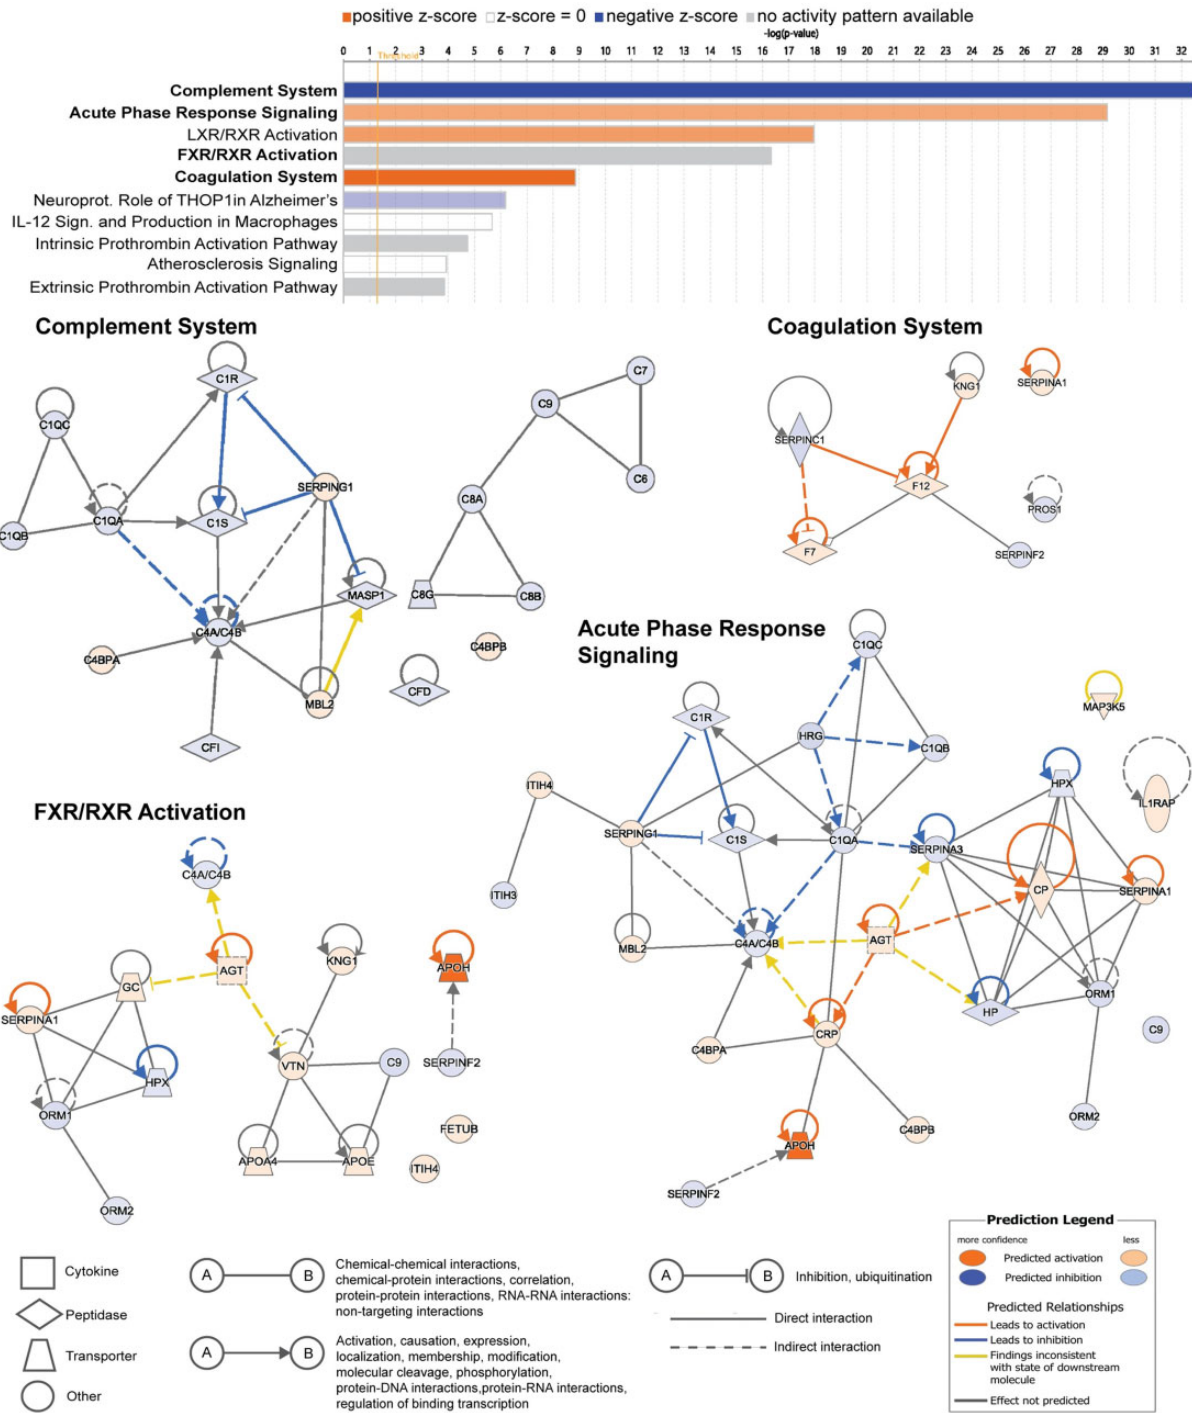 positive z-score z-score = 0 negative z-score no activity pattern available
-log(p-value)
0 1 2 3 4 5 6 7 8 9 10 11 12 13 14 15 16 17 18 19 20 21 22 23 24 25 26 27 28 29 30 31 32
Threshold
Complement System
Acute Phase Response Signaling
LXR/RXR Activation
FXR/RXR Activation
Coagulation System
Neuroprot. Role of THOP1in Alzheimer's
IL-12 Sign. and Production in Macrophages
Intrinsic Prothrombin Activation Pathway
Atherosclerosis Signaling
Extrinsic Prothrombin Activation Pathway
Complement System
C1R
C1QC
SERPING1
C1QA
C1S
C1QB
MASP1
C4A/C4B
C4BPA
MBL2
CFI
C7
C9
C6
C8A
C8G
C8B
C4BPB
CFD
Coagulation System
KNG1
SERPINA1
SERPINC1
F12
PROS1
F7
SERPINF2
Acute Phase Response
Signaling
C1QC
C1R
HRG
C1QB
MAP3K5
ITIH4
HPX
IL1RAP
SERPING1
C1S
C1QA
SERPINA3
CP
SERPINA1
ITIH3
MBL2
C4A/C4B
AGT
ORM1
HP
CRP
C9
C4BPA
C4BPB
ORM2
APOH
SERPINF2
FXR/RXR Activation
C4A/C4B
AGT
KNG1
APOH
GC
SERPINA1
VTN
C9
SERPINF2
HPX
ORM1
FETUB
APOA4
APOE
ITIH4
ORM2
Cytokine
Peptidase
Transporter
Other
A B
Chemical-chemical interactions,
chemical-protein interactions, correlation,
protein-protein interactions, RNA-RNA interactions:
non-targeting interactions
A B
Activation, causation, expression,
localization, membership, modification,
molecular cleavage, phosphorylation,
protein-DNA interactions,protein-RNA interactions,
regulation of binding transcription
A B Inhibition, ubiquitination
Direct interaction
Indirect interaction
Prediction Legend
more confidence less
Predicted activation
Predicted inhibition
Predicted Relationships
Leads to activation
Leads to inhibition
Findings inconsistent
with state of downstream
molecule
Effect not predicted